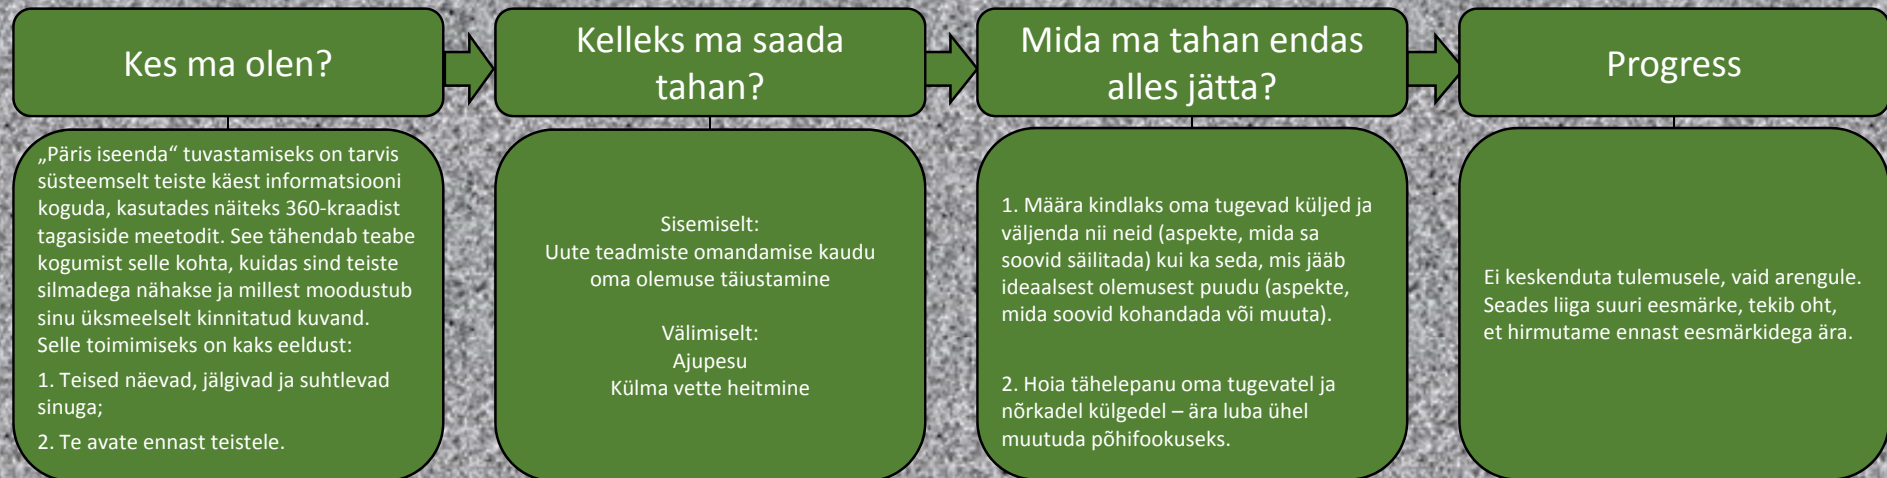 Kes ma olen?
„Päris iseenda“ tuvastamiseks on tarvis
süsteemselt teiste käest informatsiooni
koguda, kasutades näiteks 360-kraadist
tagasiside meetodit. See tähendab teabe
kogumist selle kohta, kuidas sind teiste
silmadega nähakse ja millest moodustub
sinu üksmeelselt kinnitatud kuvand.
Selle toimimiseks on kaks eeldust:
1. Teised näevad, jälgivad ja suhtlevad
sinuga;
2. Te avate ennast teistele.
Kelleks ma saada
tahan?
Sisemiselt:
Uute teadmiste omandamise kaudu
oma olemuse täiustamine
Välimiselt:
Ajupesu
Külma vette heitmine
Mida ma tahan endas
alles jätta?
1. Määra kindlaks oma tugevad küljed ja
väljenda nii neid (aspekte, mida sa
soovid säilitada) kui ka seda, mis jääb
ideaalsest olemusest puudu (aspekte,
mida soovid kohandada või muuta).
2. Hoia tähelepanu oma tugevatel ja
nõrkadel külgedel – ära luba ühel
muutuda põhifookuseks.
Progress
Ei keskenduta tulemusele, vaid arengule.
Seades liiga suuri eesmärke, tekib oht,
et hirmutame ennast eesmärkidega ära.